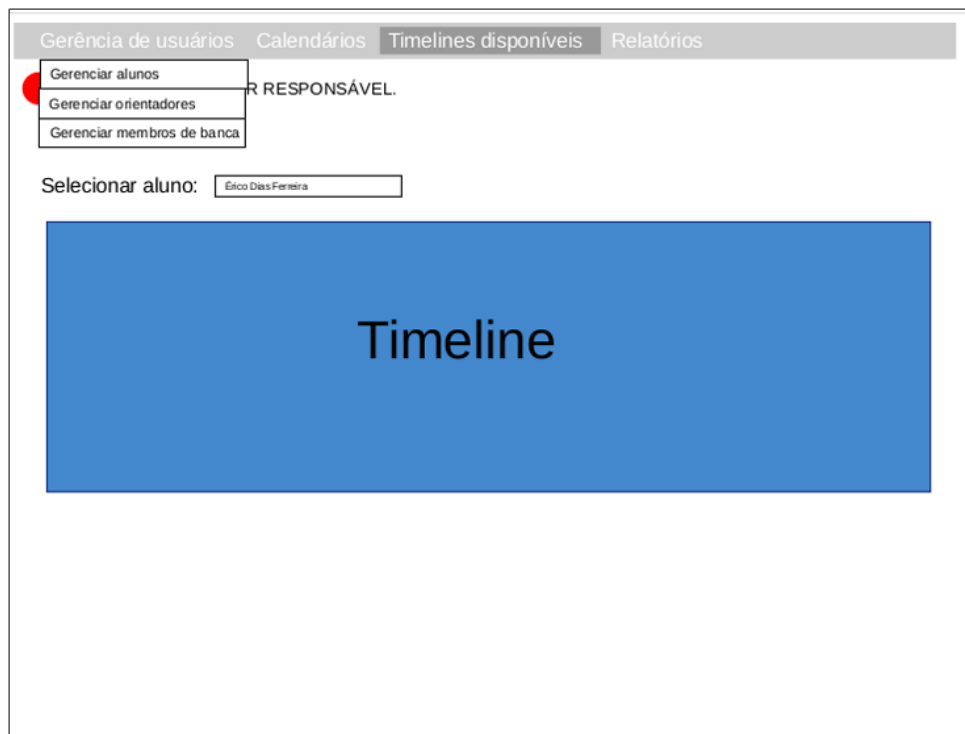 Gerência de usuários Calendários Timelines disponíveis Relatórios
Gerenciar alunos
R RESPONSÁVEL.
Gerenciar orientadores
Gerenciar membros de banca
Selecionar aluno: Érico Dias Ferreira
Timeline